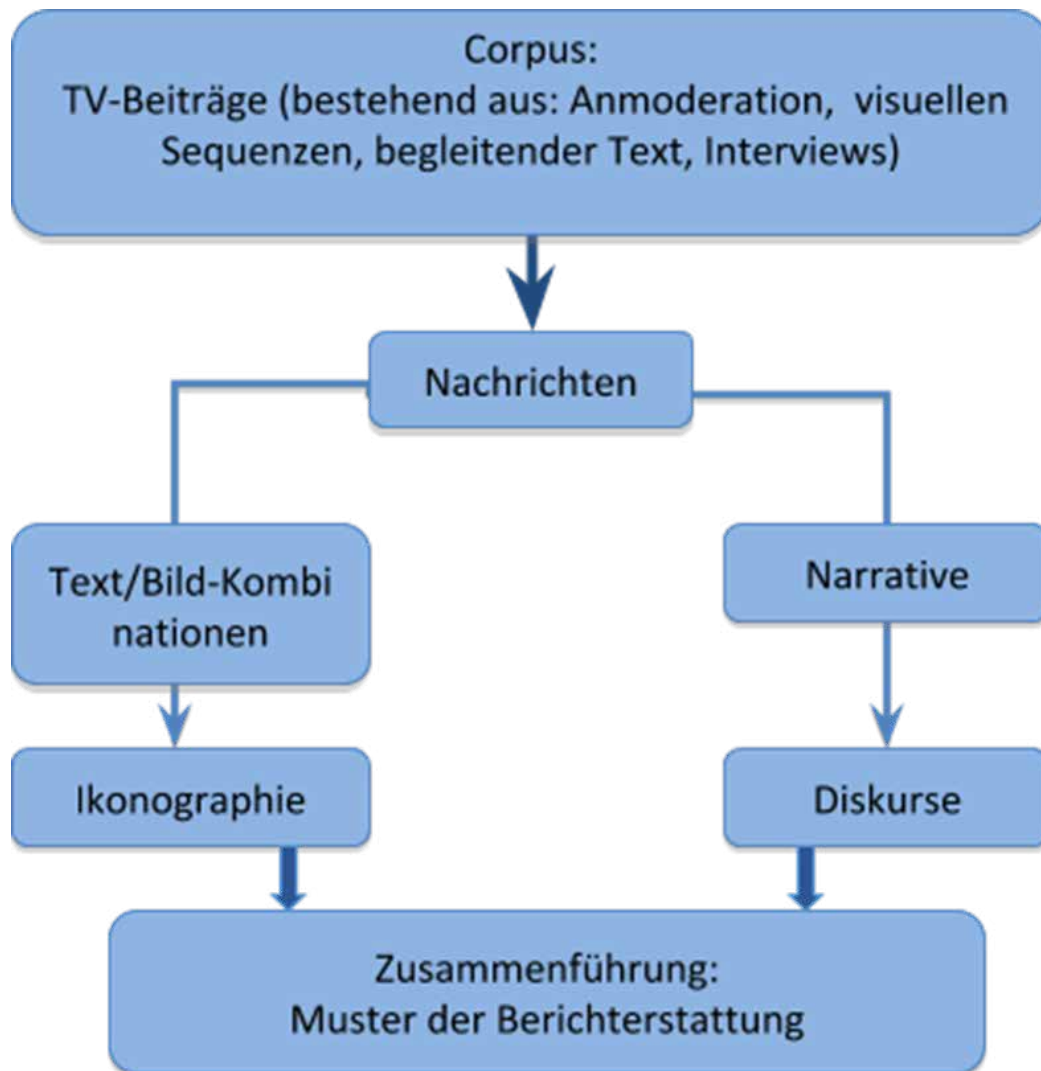 Corpus:
TV-Beiträge (bestehend aus: Anmoderation, visuellen
Sequenzen, begleitender Text, Interviews)
Nachrichten
Text/Bild-Kombi
nationen
Narrative
Ikonographie
Diskurse
Zusammenführung:
Muster der Berichterstattung